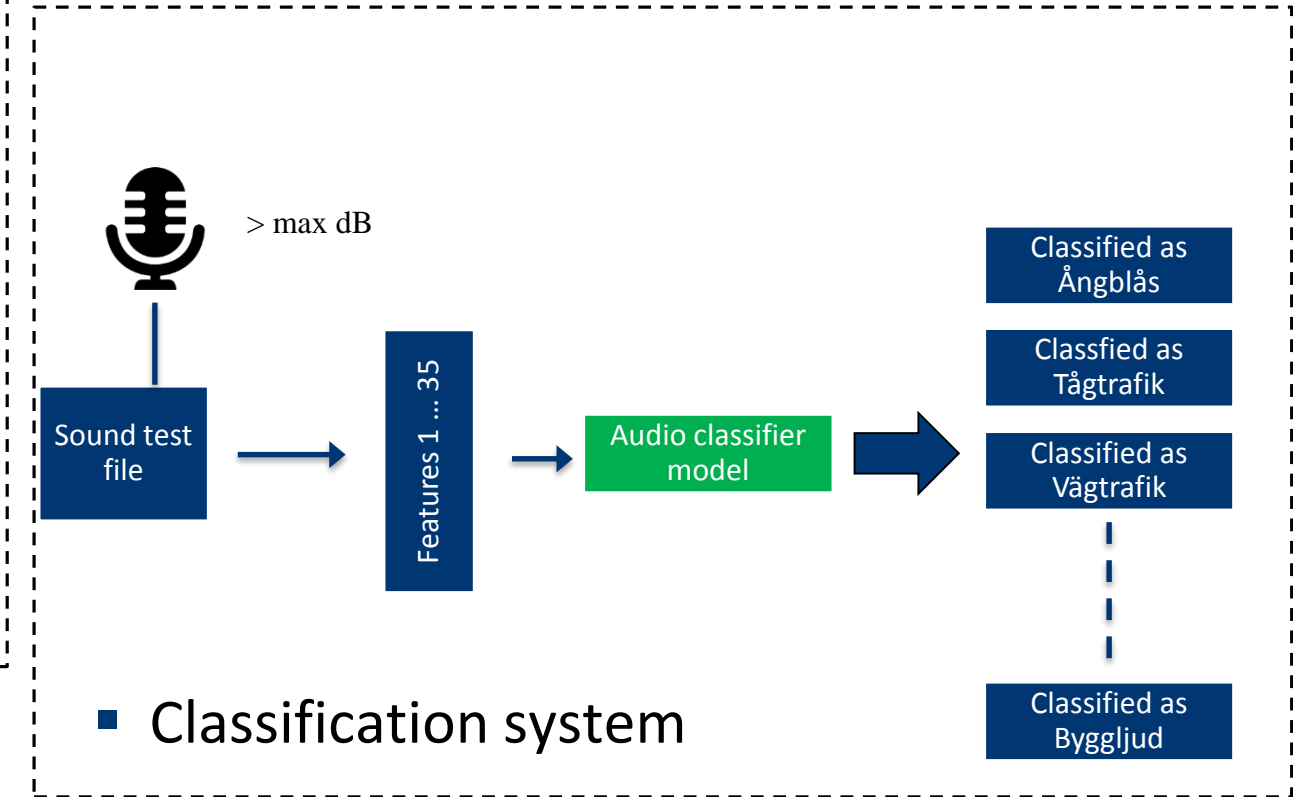 > max dB
Sound test
file
Features 1 ... 35
Audio classifier
model
Classified as
Ångblås
Classfied as
Tågtrafik
Classified as
Vägtrafik
Classified as
Byggljud
Classification system